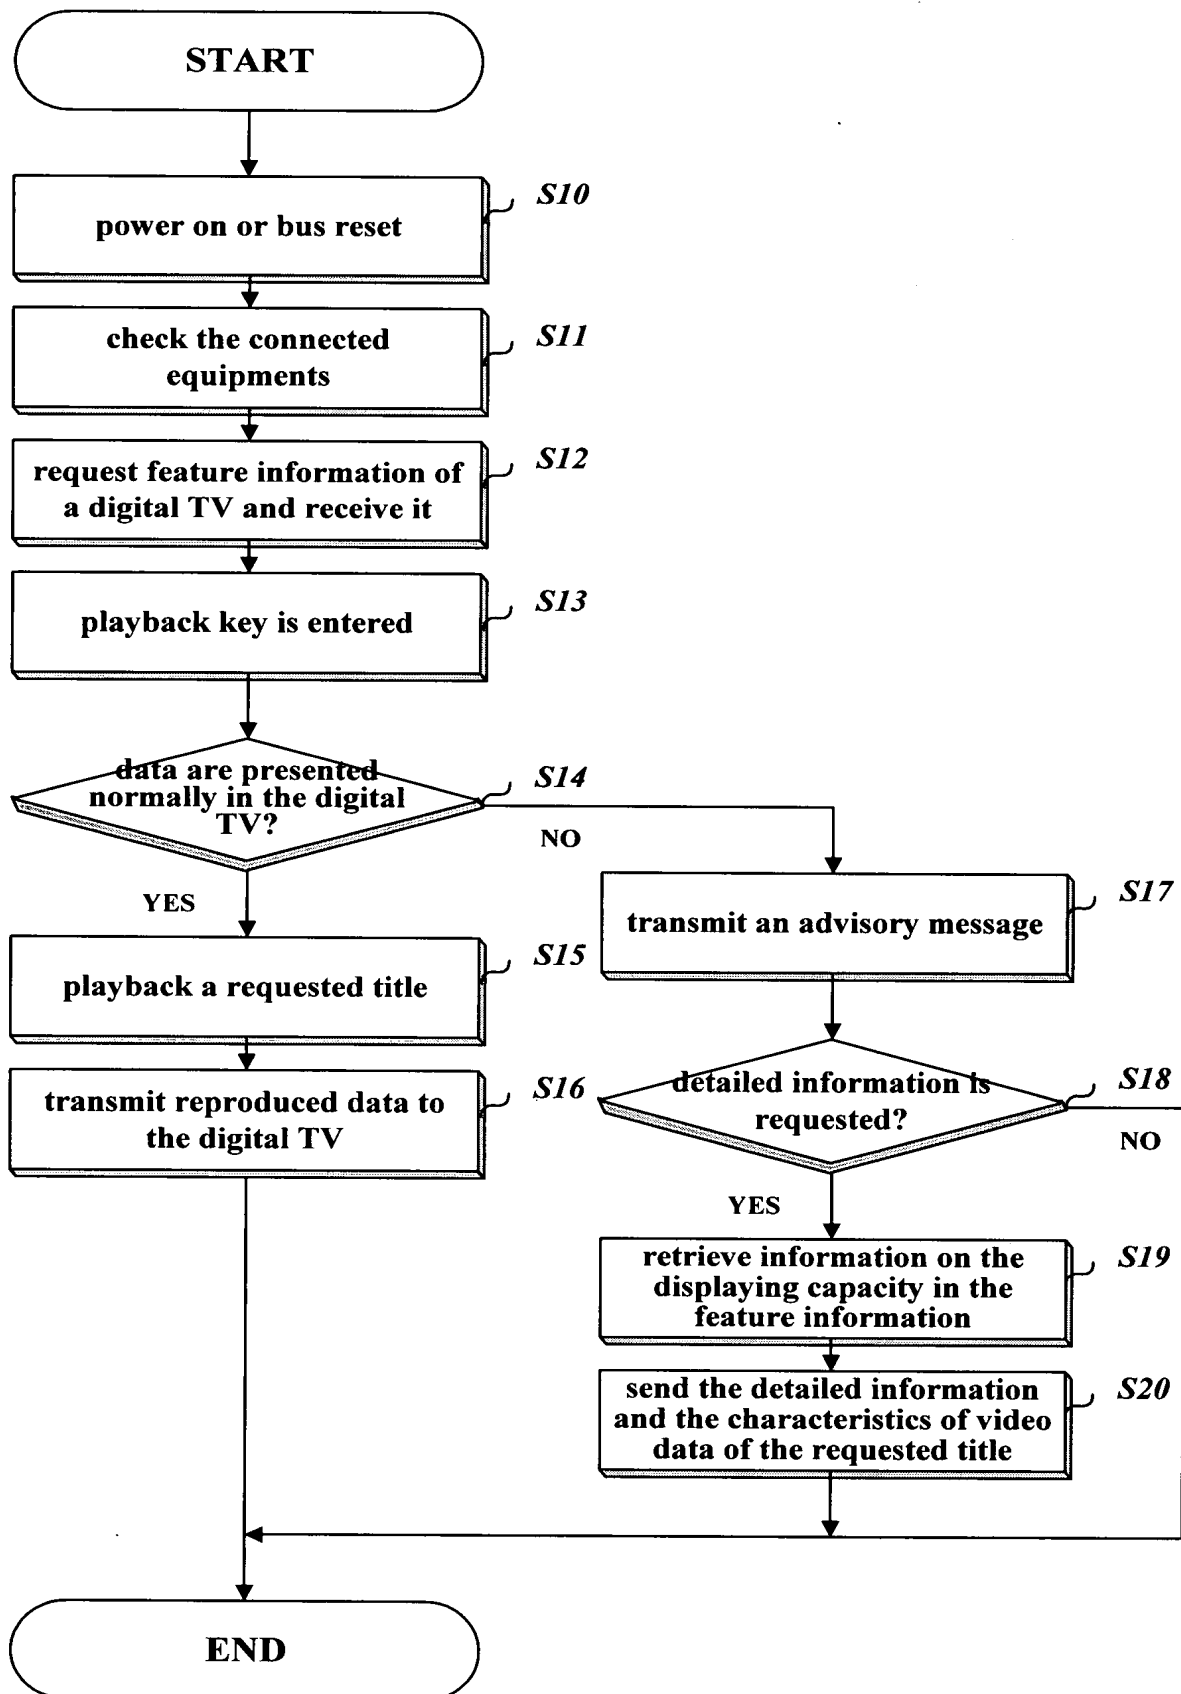 START
power on or bus reset
S10
check the connected
equipments
S11
request feature information of
a digital TV and receive it
S12
playback key is entered
S13
data are presented
normally in the digital
TV?
S14
NO
YES
playback a requested title
S15
transmit reproduced data to
the digital TV
S16
transmit an advisory message
S17
detailed information is
requested?
S18
NO
YES
retrieve information on the
displaying capacity in the
feature information
S19
send the detailed information
and the characteristics of video
data of the requested title
S20
END